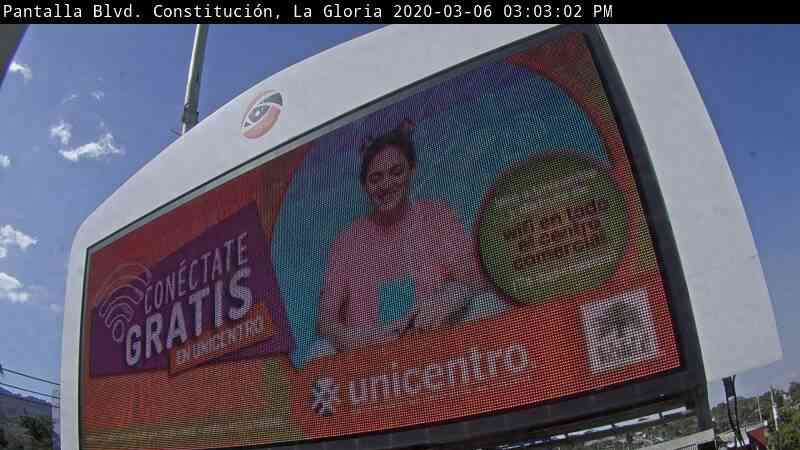 Pantalla Blvd. Constitución, La Gloria 2020-03-06 03:03:02 PM
CONÉCTATE
GRATIS
EN UNICENTRO
wifi en todo
el centro
comercial
unicentro